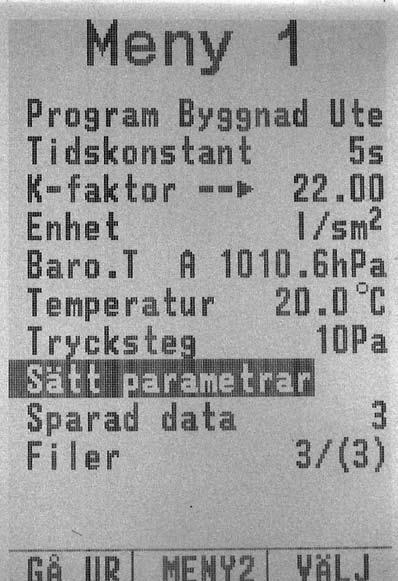 Meny 1
Program Byggnad Ute
Tidskonstant 5s
K-faktor --► 22.00
Enhet l/sm²
Baro.T A 1010.6hPa
Temperatur 20.0°C
Trycksteg 10Pa
Sätt parametrar
Sparad data 3
Filer 3/(3)
GÅ UR| MENY2| VÄLJ